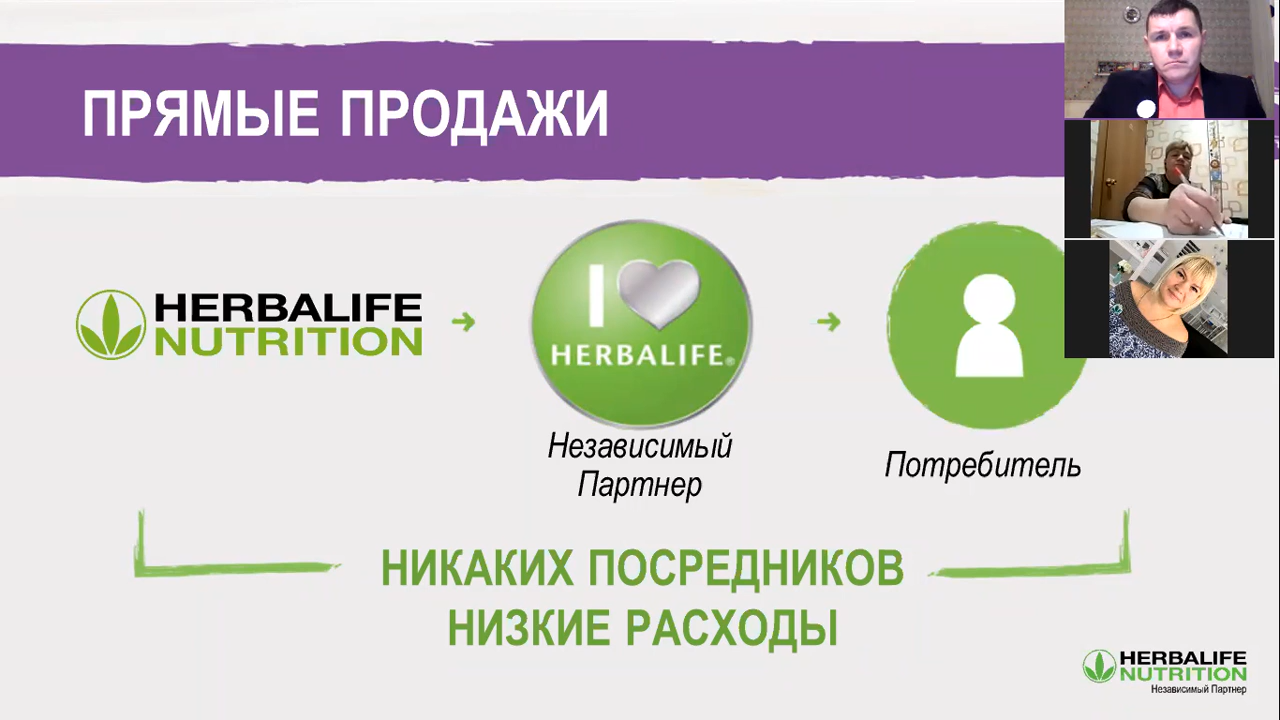 ПРЯМЫЕ ПРОДАЖИ
HERBALIFE
NUTRITION
I
HERBALIFE®
Независимый
Партнер
Потребитель
НИКАКИХ ПОСРЕДНИКОВ
НИЗКИЕ РАСХОДЫ
HERBALIFE
NUTRITION
Независимый Партнер